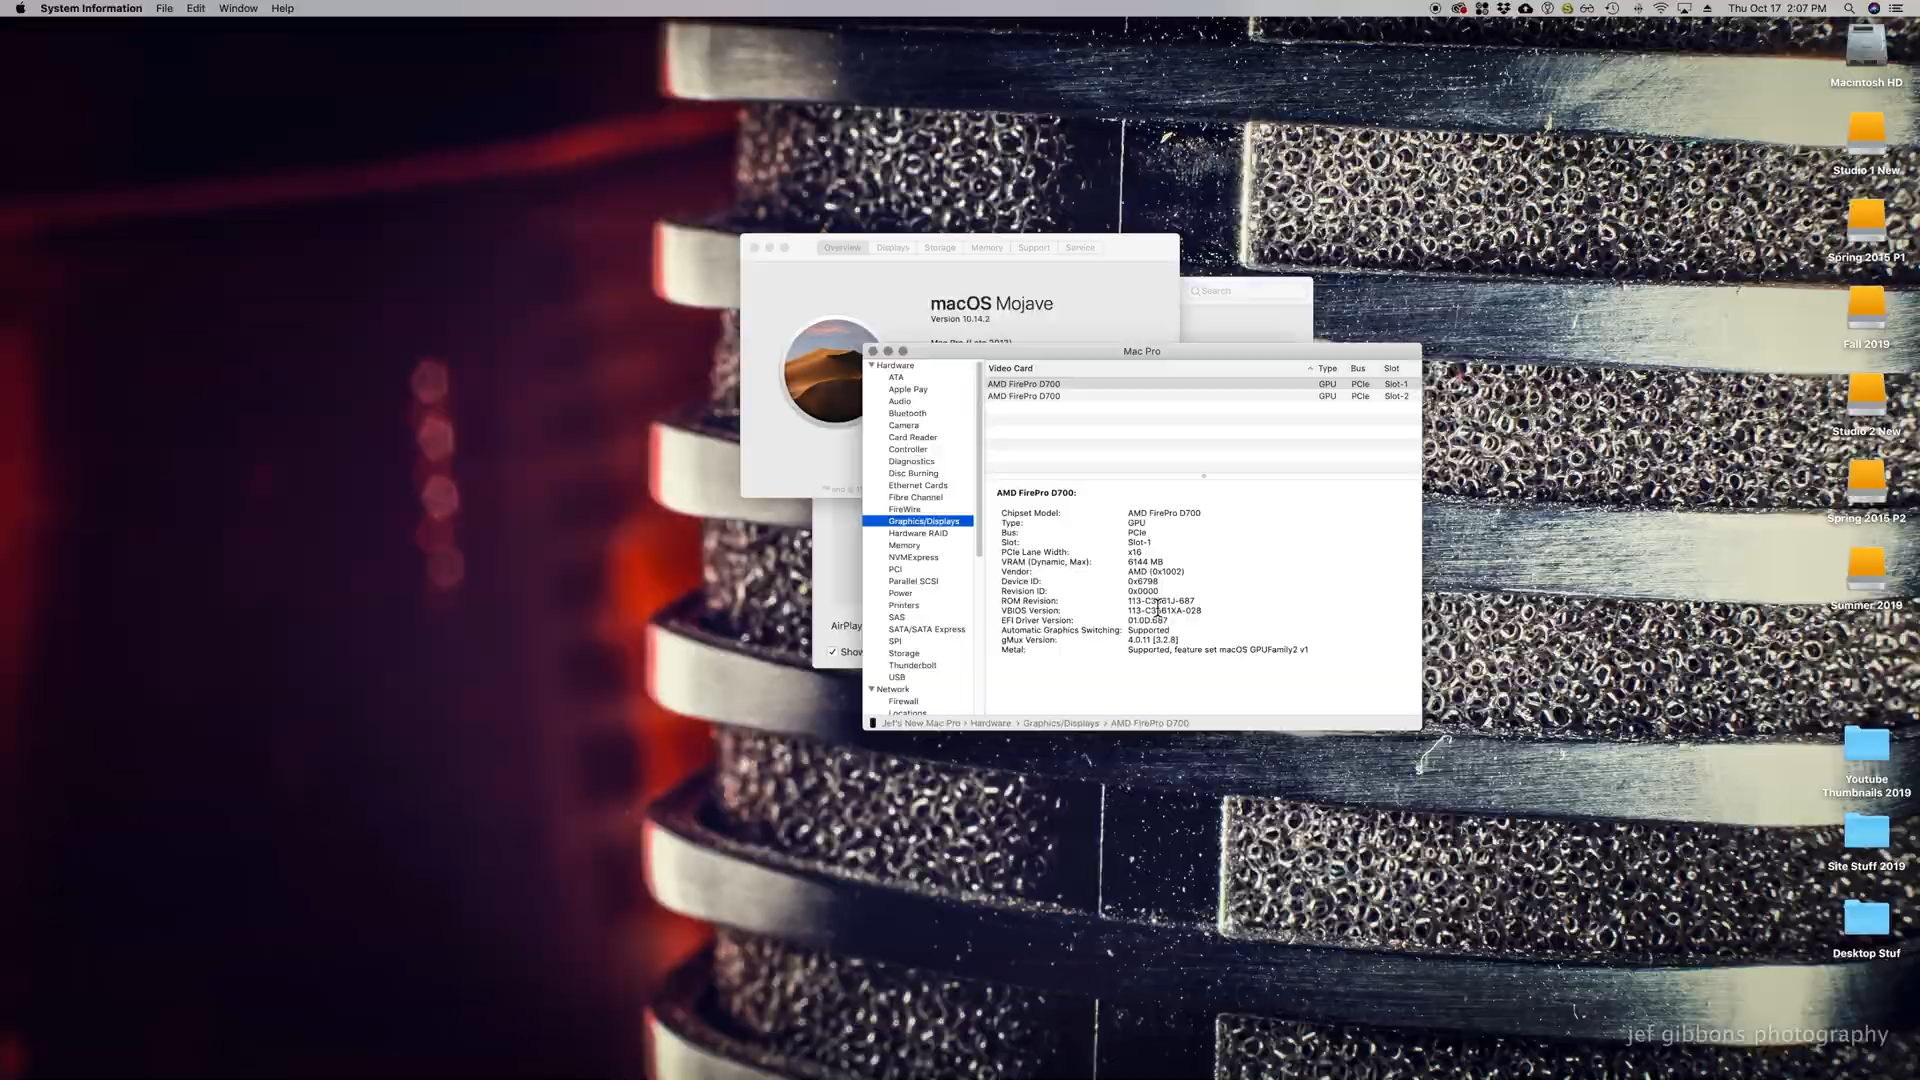 System Information File Edit Window Help
Thu Oct 17 2:07 PM
Macintosh HD
Studio 1 New
Spring 2015 P1
Fall 2019
Studio 2 New
Spring 2015 P2
Summer 2019
Youtube
Thumbnails 2019
Site Stuff 2019
Desktop Stuf
Overview Displays Storage Memory Support Service
macOS Mojave
Version 10.14.2
Search
AirPlay
Show
Mac Pro
Hardware
ATA
Apple Pay
Audio
Bluetooth
Camera
Card Reader
Controller
Diagnostics
Disc Burning
Ethernet Cards
Fibre Channel
FireWire
Graphics/Displays
Hardware RAID
Memory
NVMExpress
PCI
Parallel SCSI
Power
Printers
SAS
SATA/SATA Express
SPI
Storage
Thunderbolt
USB
Network
Firewall
Locations
Video Card Type Bus Slot
AMD FirePro D700 GPU PCIe Slot-1
AMD FirePro D700 GPU PCIe Slot-2
AMD FirePro D700:
Chipset Model: AMD FirePro D700
Type: GPU
Bus: PCIe
Slot: Slot-1
PCIe Lane Width: x16
VRAM (Dynamic, Max): 6144 MB
Vendor: AMD (0x1002)
Device ID: 0x6798
Revision ID: 0x0000
ROM Revision:
VBIOS Version:
EFI Driver Version: 01.0D.687
Automatic Graphics Switching: Supported
gMux Version: 4.0.11 [3.2.8]
Metal: Supported, feature set macOS GPUFamily2 v1
Jef's New Mac Pro › Hardware › Graphics/Displays › AMD FirePro D700
jef gibbons photography